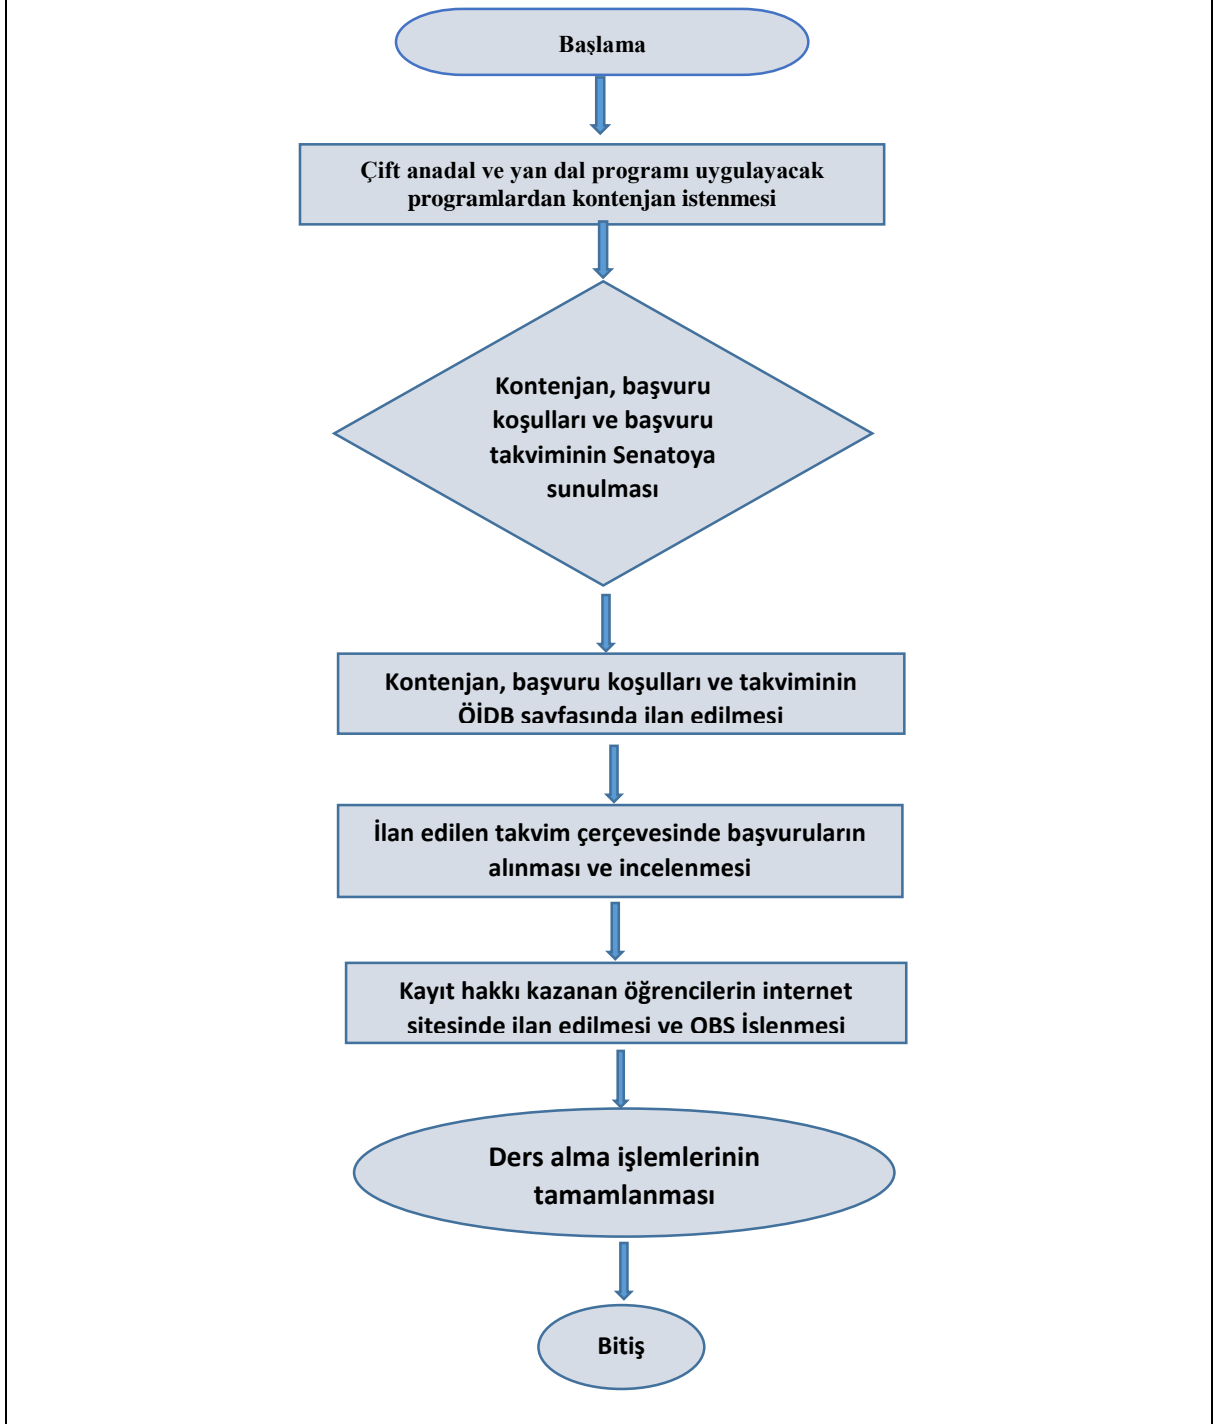 Başlama
Çift anadal ve yan dal programı uygulayacak
programlardan kontenjan istenmesi
Kontenjan, başvuru
koşulları ve başvuru
takviminin Senatoya
sunulması
Kontenjan, başvuru koşulları ve takviminin
ÖİDB sayfasında ilan edilmesi
İlan edilen takvim çerçevesinde başvuruların
alınması ve incelenmesi
Kayıt hakkı kazanan öğrencilerin internet
sitesinde ilan edilmesi ve OBS İşlenmesi
Ders alma işlemlerinin
tamamlanması
Bitiş